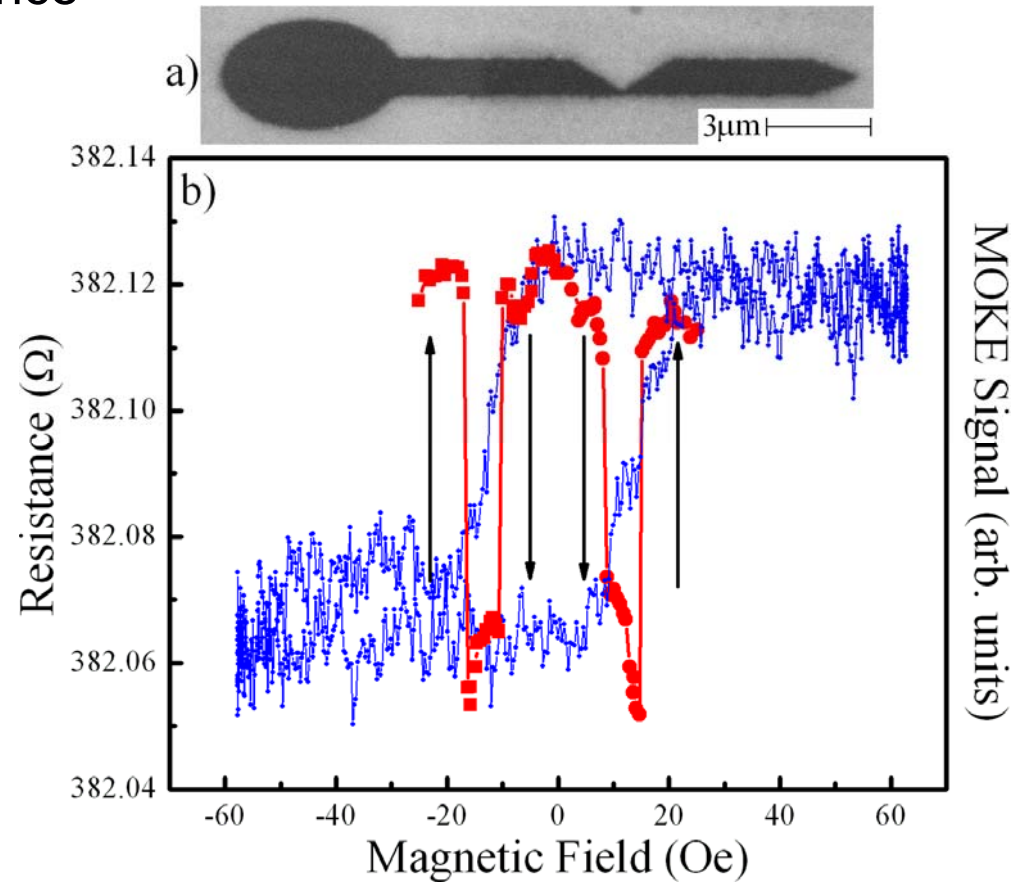 a)
3μm
b)
382.14
382.12
382.10
382.08
382.06
382.04
Resistance (Ω)
MOKE Signal (arb. units)
-60 -40 -20 0 20 40 60
Magnetic Field (Oe)